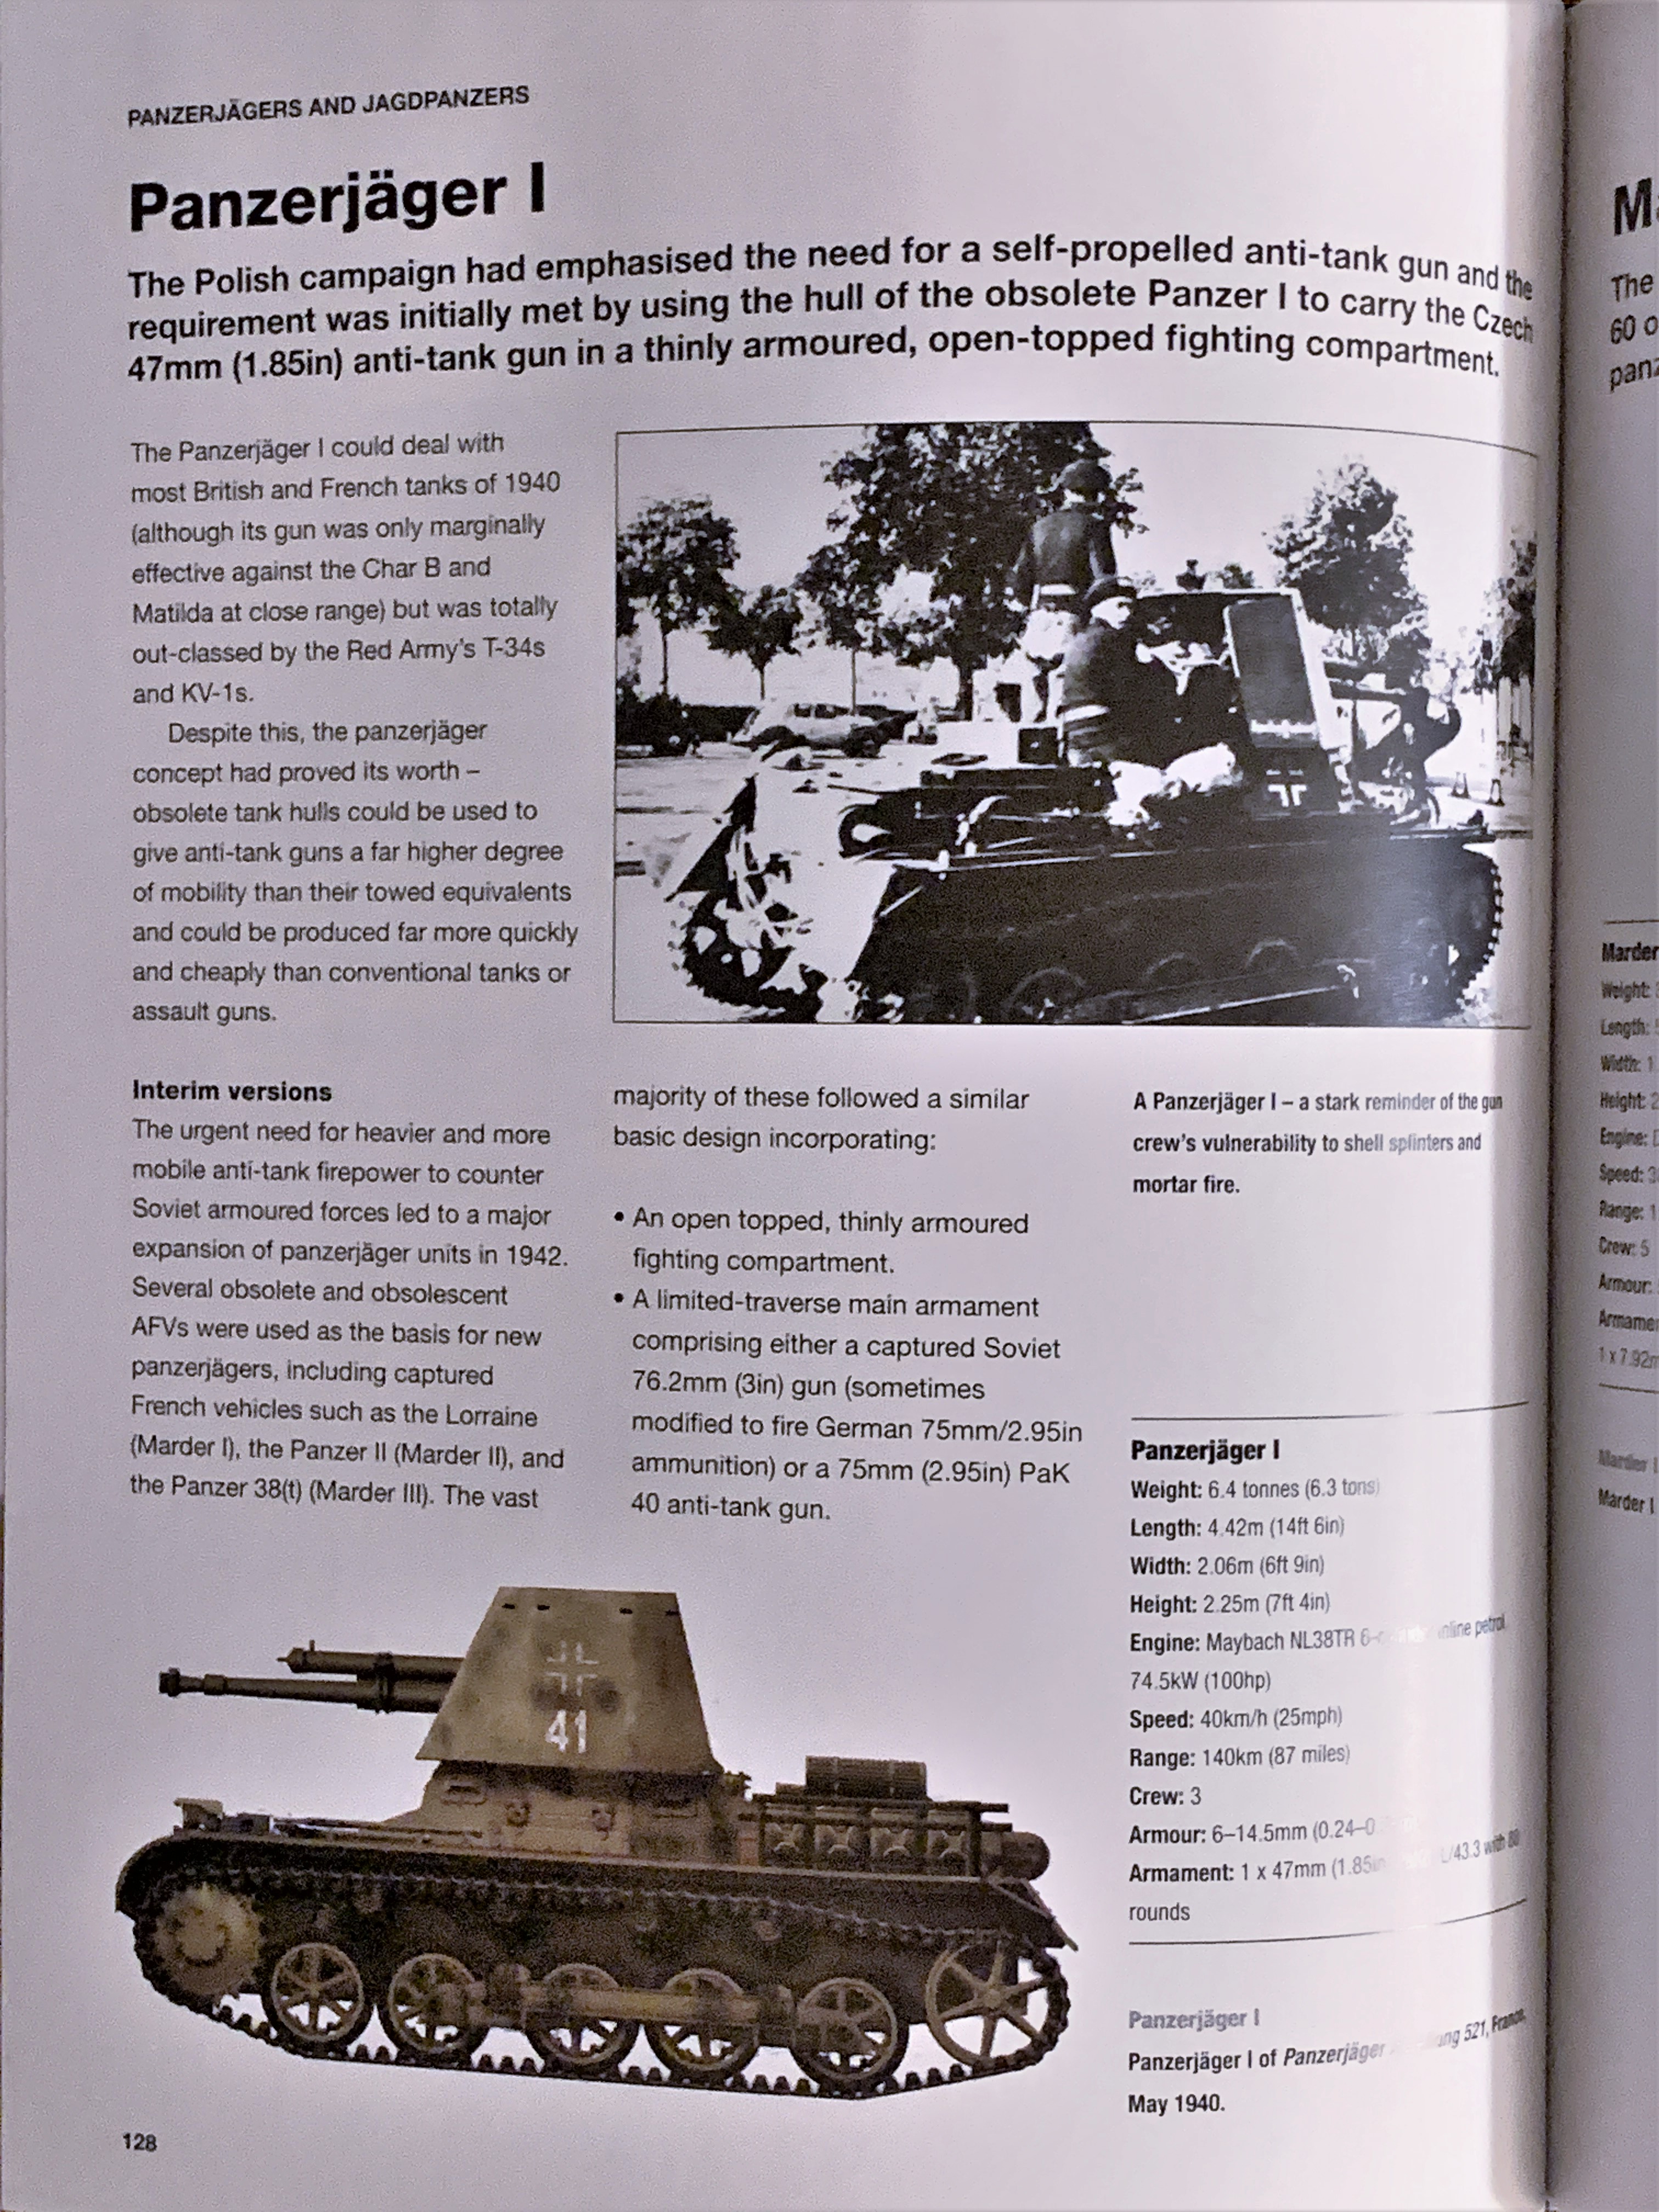 PANZERJÄGERS AND JAGDPANZERS
Panzerjäger I
The Polish campaign had emphasised the need for a self-propelled anti-tank gun and the
requirement was initially met by using the hull of the obsolete Panzer I to carry the Czech
47mm (1.85in) anti-tank gun in a thinly armoured, open-topped fighting compartment.
The Panzerjäger I could deal with
most British and French tanks of 1940
(although its gun was only marginally
effective against the Char B and
Matilda at close range) but was totally
out-classed by the Red Army's T-34s
and KV-1s.
Despite this, the panzerjäger
concept had proved its worth –
obsolete tank hulls could be used to
give anti-tank guns a far higher degree
of mobility than their towed equivalents
and could be produced far more quickly
and cheaply than conventional tanks or
assault guns.
Interim versions
The urgent need for heavier and more
mobile anti-tank firepower to counter
Soviet armoured forces led to a major
expansion of panzerjäger units in 1942.
Several obsolete and obsolescent
AFVs were used as the basis for new
panzerjägers, including captured
French vehicles such as the Lorraine
(Marder I), the Panzer II (Marder II), and
the Panzer 38(t) (Marder III). The vast
majority of these followed a similar
basic design incorporating:
• An open topped, thinly armoured
fighting compartment.
• A limited-traverse main armament
comprising either a captured Soviet
76.2mm (3in) gun (sometimes
modified to fire German 75mm/2.95in
ammunition) or a 75mm (2.95in) PaK
40 anti-tank gun.
A Panzerjäger I – a stark reminder of the gun
crew's vulnerability to shell splinters and
mortar fire.
Panzerjäger I
Weight: 6.4 tonnes (6.3 tons)
Length: 4.42m (14ft 6in)
Width: 2.06m (6ft 9in)
Height: 2.25m (7ft 4in)
Engine: Maybach NL38TR inline petrol,
74.5kW (100hp)
Speed: 40km/h (25mph)
Range: 140km (87 miles)
Crew: 3
Armour: 6–14.5mm
Armament: 1 x 47mm (1.85in L/43.3 with 80
rounds
Panzerjäger I
Panzerjäger I of Panzerjäger 521, France,
May 1940.
41
128
The
60
Marder
Weight:
Length:
Width: 1
Height: 2
Engine:
Speed:
Range: 1
Crew: 5
Armour:
Marder I